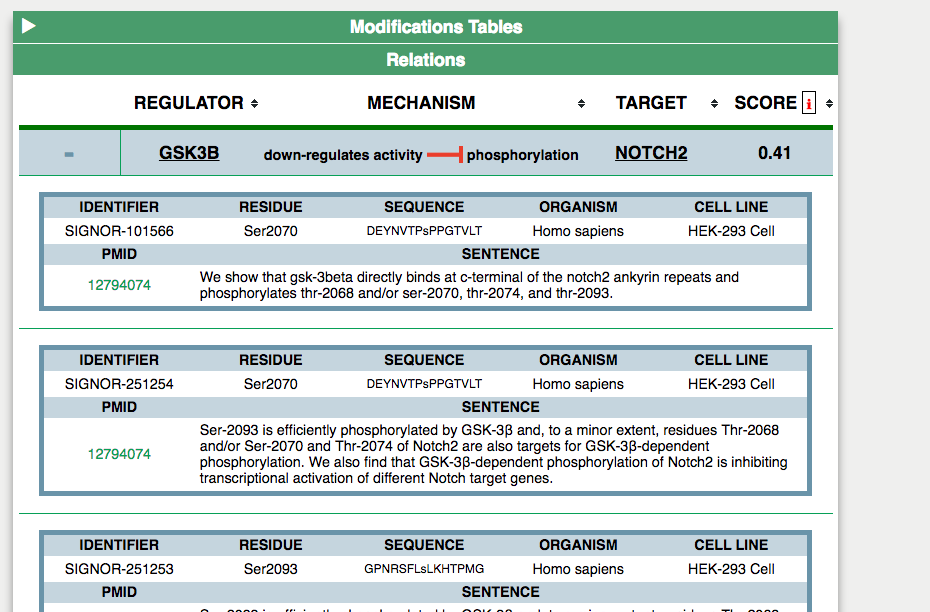 Modifications Tables
Relations
REGULATOR MECHANISM TARGET SCORE i
GSK3B down-regulates activity phosphorylation NOTCH2 0.41
IDENTIFIER RESIDUE SEQUENCE ORGANISM CELL LINE
SIGNOR-101566 Ser2070 DEYNVTPsPPGTVLT Homo sapiens HEK-293 Cell
PMID SENTENCE
12794074
We show that gsk-3beta directly binds at c-terminal of the notch2 ankyrin repeats and
phosphorylates thr-2068 and/or ser-2070, thr-2074, and thr-2093.
IDENTIFIER RESIDUE SEQUENCE ORGANISM CELL LINE
SIGNOR-251254 Ser2070 DEYNVTPsPPGTVLT Homo sapiens HEK-293 Cell
PMID SENTENCE
12794074
Ser-2093 is efficiently phosphorylated by GSK-3β and, to a minor extent, residues Thr-2068
and/or Ser-2070 and Thr-2074 of Notch2 are also targets for GSK-3β-dependent
phosphorylation. We also find that GSK-3β-dependent phosphorylation of Notch2 is inhibiting
transcriptional activation of different Notch target genes.
IDENTIFIER RESIDUE SEQUENCE ORGANISM CELL LINE
SIGNOR-251253 Ser2093 GPNRSFLsLKHTPMG Homo sapiens HEK-293 Cell
PMID SENTENCE